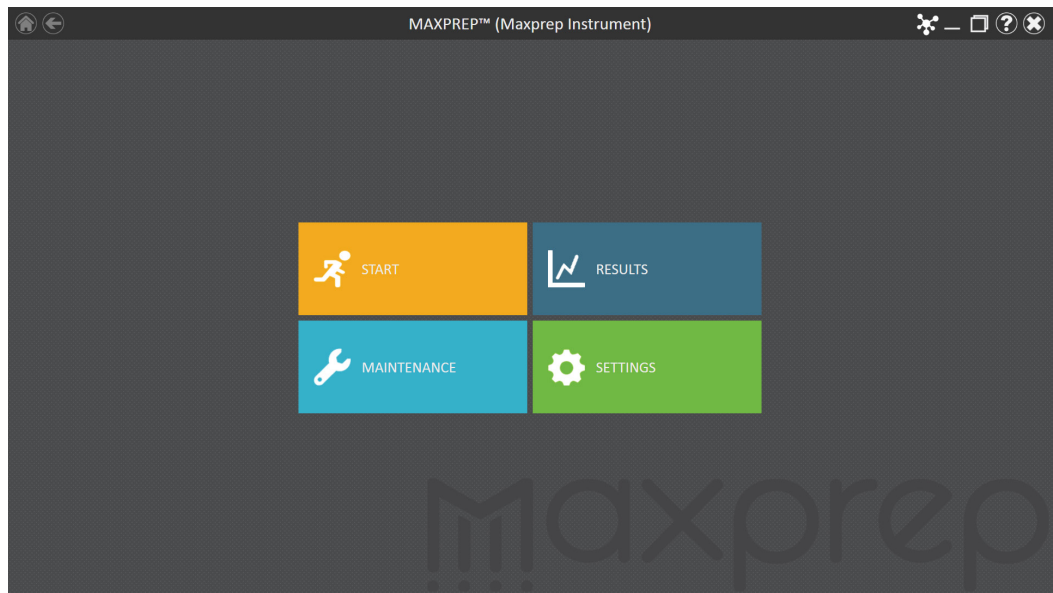 MAXPREP™ (Maxprep Instrument)
START
RESULTS
MAINTENANCE
SETTINGS
maxprep